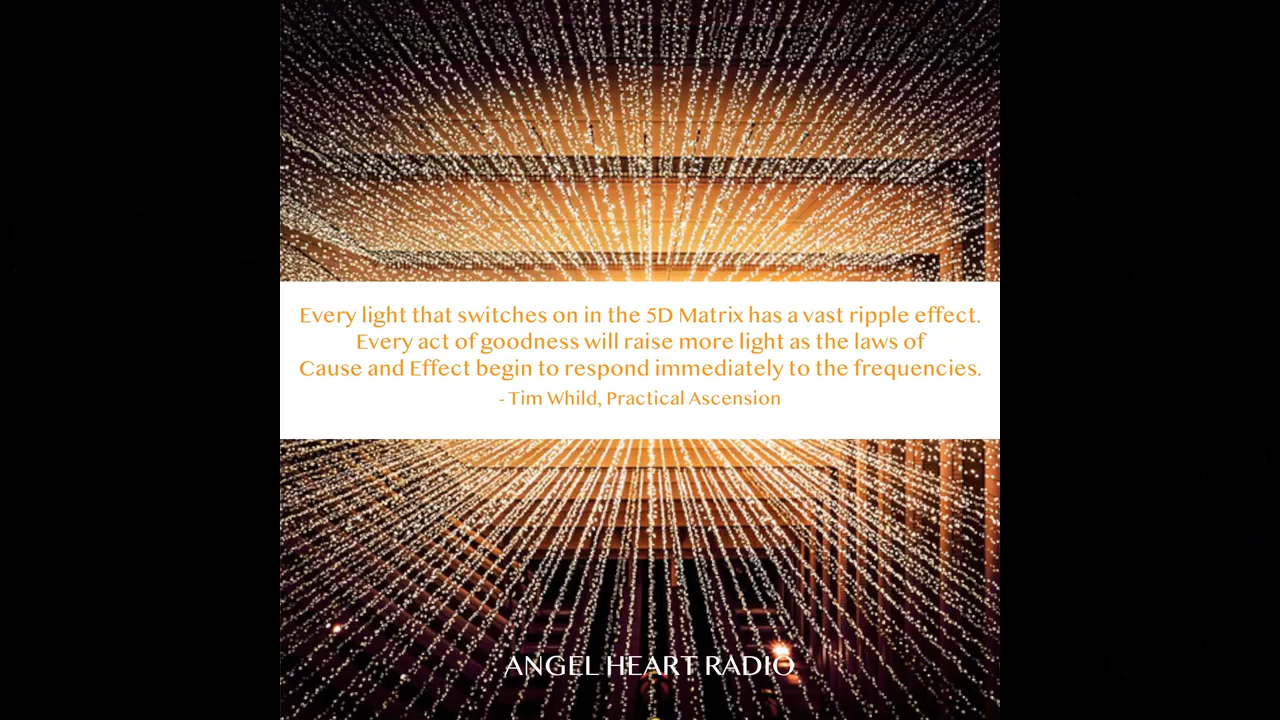 Every light that switches on in the 5D Matrix has a vast ripple effect.
Every act of goodness will raise more light as the laws of
Cause and Effect begin to respond immediately to the frequencies.
- Tim Whild, Practical Ascension
ANGEL HEART RADIO